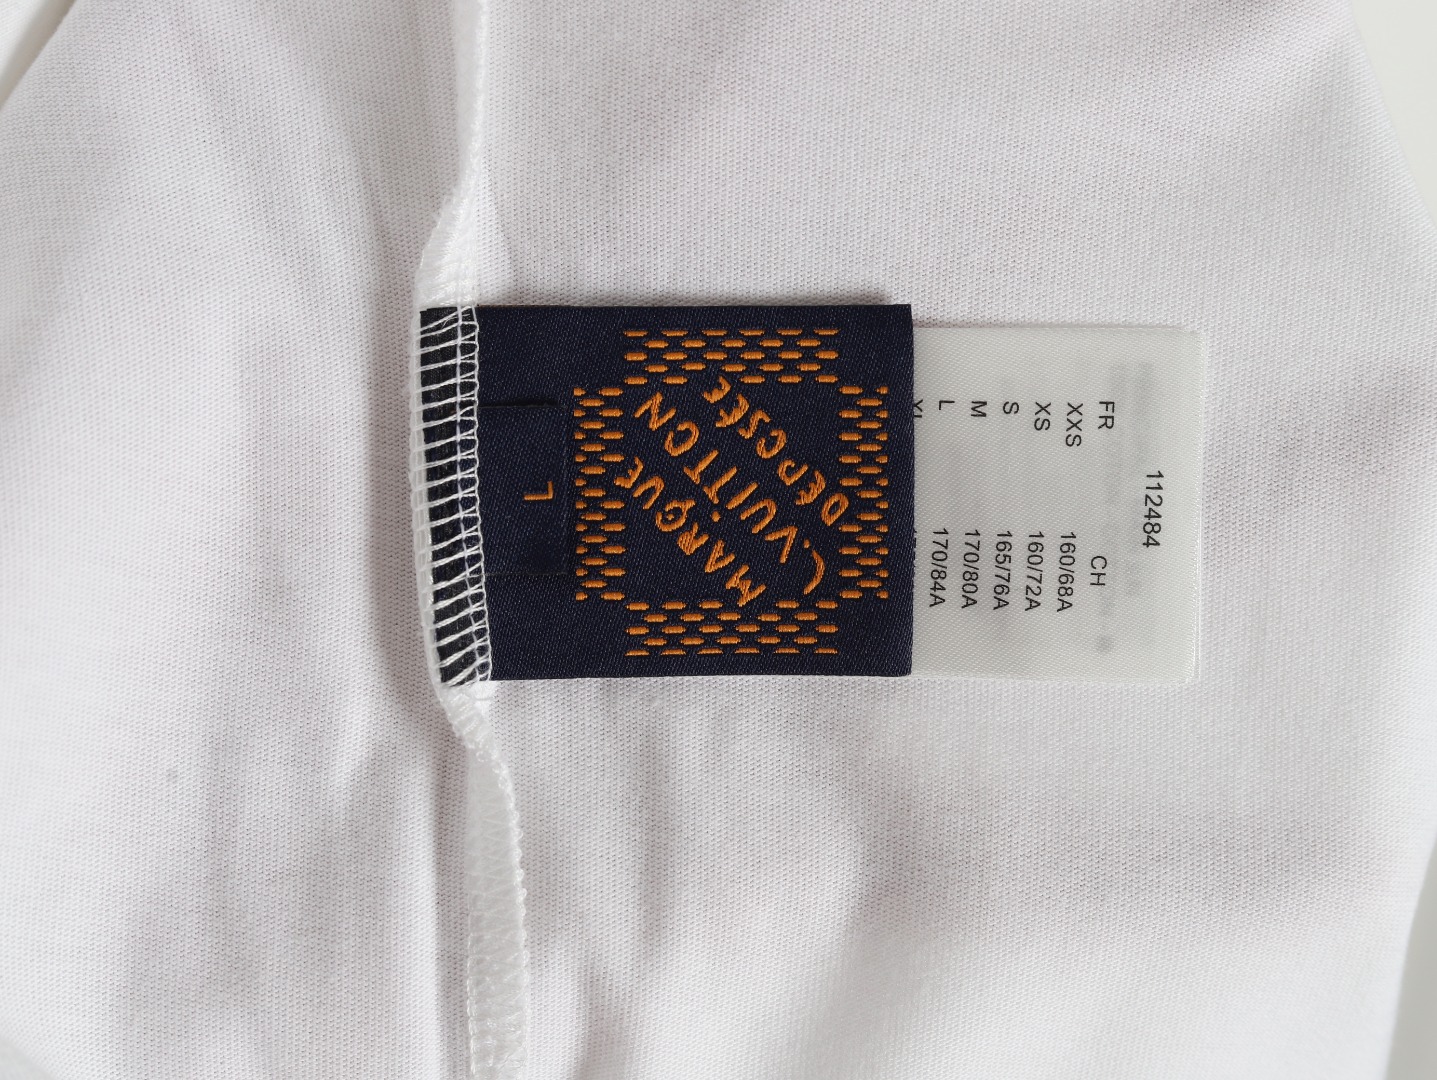 L
MARQUE
L.VUITTON
DÉPOSÉE
112484
FR CH
XXS 160/68A
XS 160/72A
S 165/76A
M 170/80A
L 170/84A